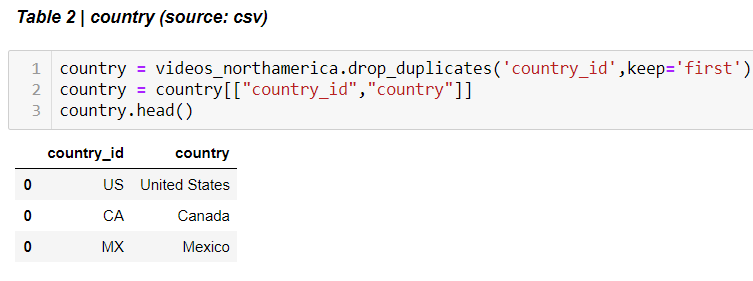 Table 2 | country (source: csv)
1 country = videos_northamerica.drop_duplicates('country_id',keep='first')
2 country = country[["country_id","country"]]
3 country.head()
country_id country
0 US United States
0 CA Canada
0 MX Mexico